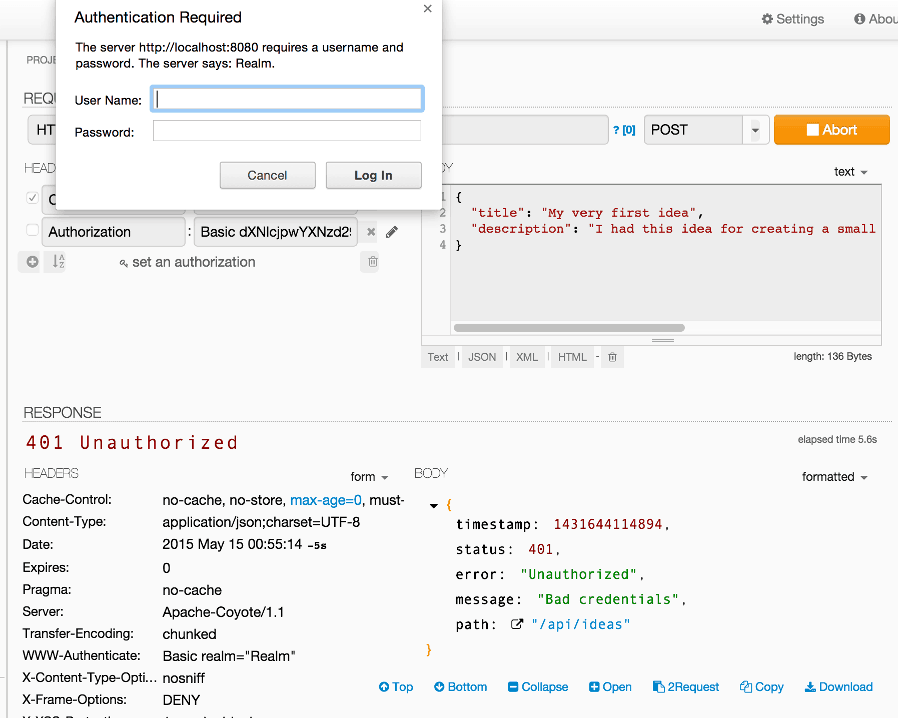 Authentication Required
×
The server http://localhost:8080 requires a username and
password. The server says: Realm.
User Name:
Password:
Cancel
Log In
Settings
Abou
PROJE
REQU
HT
? [0]
POST
Abort
HEAD
DY
text
C
Authorization
:
Basic dXNlcjpwYXNzd29
set an authorization
1 {
2 "title": "My very first idea",
3 "description": "I had this idea for creating a small
4 }
Text | JSON | XML | HTML -
length: 136 Bytes
RESPONSE
401 Unauthorized
elapsed time 5.6s
HEADERS
form
BODY
formatted
Cache-Control: no-cache, no-store, max-age=0, must-
Content-Type: application/json;charset=UTF-8
Date: 2015 May 15 00:55:14 -5s
Expires: 0
Pragma: no-cache
Server: Apache-Coyote/1.1
Transfer-Encoding: chunked
WWW-Authenticate: Basic realm="Realm"
X-Content-Type-Opti... nosniff
X-Frame-Options: DENY
{
timestamp: 1431644114894,
status: 401,
error: "Unauthorized",
message: "Bad credentials",
path: "/api/ideas"
}
Top
Bottom
Collapse
Open
2Request
Copy
Download